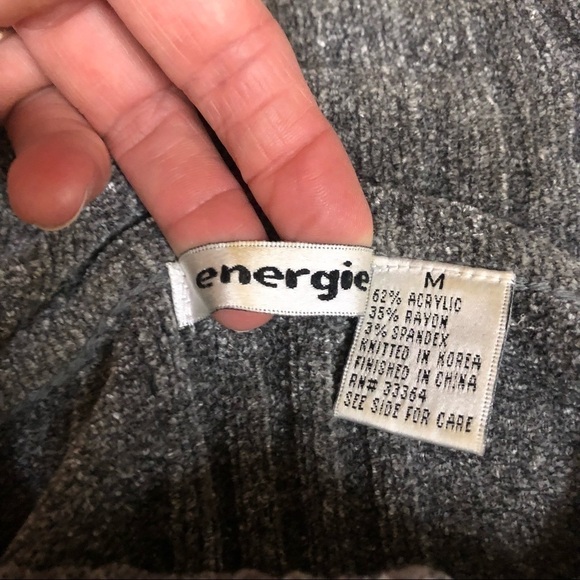 energie
M
62% ACRYLIC
35% RAYON
3% SPANDEX
KNITTED IN KOREA
FINISHED IN CHINA
RN# 33364
SEE SIDE FOR CARE